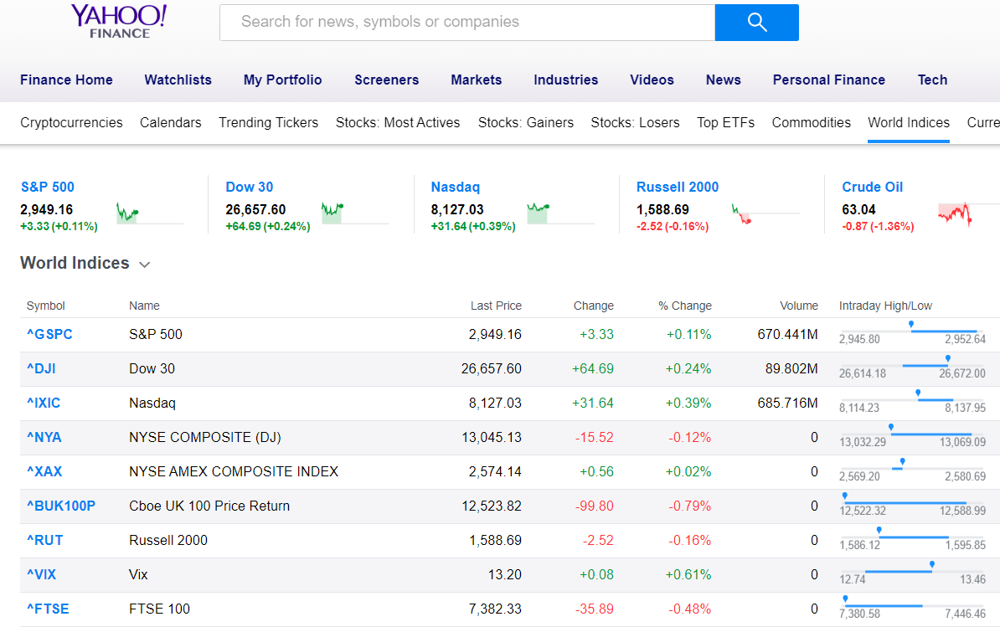 YAHOO!
FINANCE
Search for news, symbols or companies
Finance Home Watchlists My Portfolio Screeners Markets Industries Videos News Personal Finance Tech
Cryptocurrencies Calendars Trending Tickers Stocks: Most Actives Stocks: Gainers Stocks: Losers Top ETFs Commodities World Indices Curre
S&P 500 Dow 30 Nasdaq Russell 2000 Crude Oil
2,949.16 26,657.60 8,127.03 1,588.69 63.04
+3.33 (+0.11%) +64.69 (+0.24%) +31.64 (+0.39%) -2.52 (-0.16%) -0.87 (-1.36%)
World Indices
Symbol Name Last Price Change % Change Volume Intraday High/Low
^GSPC S&P 500 2,949.16 +3.33 +0.11% 670.441M 2,945.80 2,952.64
^DJI Dow 30 26,657.60 +64.69 +0.24% 89.802M 26,614.18 26,672.00
^IXIC Nasdaq 8,127.03 +31.64 +0.39% 685.716M 8,114.23 8,137.95
^NYA NYSE COMPOSITE (DJ) 13,045.13 -15.52 -0.12% 0 13,032.29 13,069.09
^XAX NYSE AMEX COMPOSITE INDEX 2,574.14 +0.56 +0.02% 0 2,569.20 2,580.69
^BUK100P Cboe UK 100 Price Return 12,523.82 -99.80 -0.79% 0 12,522.32 12,588.99
^RUT Russell 2000 1,588.69 -2.52 -0.16% 0 1,586.12 1,595.85
^VIX Vix 13.20 +0.08 +0.61% 0 12.74 13.46
^FTSE FTSE 100 7,382.33 -35.89 -0.48% 0 7,380.58 7,446.46